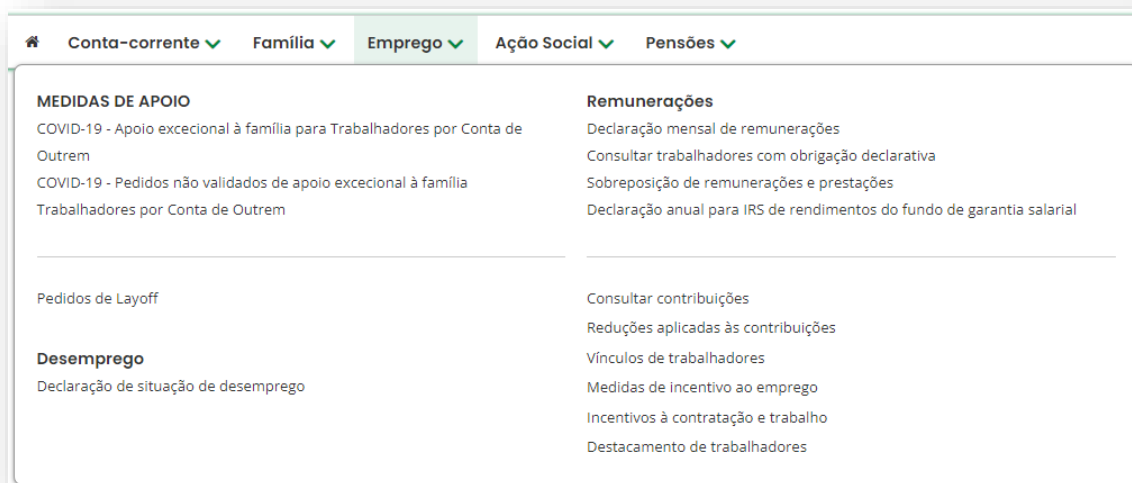 Conta-corrente Família Emprego Ação Social Pensões
MEDIDAS DE APOIO
COVID-19 - Apoio excecional à família para Trabalhadores por Conta de
Outrem
COVID-19 - Pedidos não validados de apoio excecional à família
Trabalhadores por Conta de Outrem
Pedidos de Layoff
Desemprego
Declaração de situação de desemprego
Remunerações
Declaração mensal de remunerações
Consultar trabalhadores com obrigação declarativa
Sobreposição de remunerações e prestações
Declaração anual para IRS de rendimentos do fundo de garantia salarial
Consultar contribuições
Reduções aplicadas às contribuições
Vínculos de trabalhadores
Medidas de incentivo ao emprego
Incentivos à contratação e trabalho
Destacamento de trabalhadores